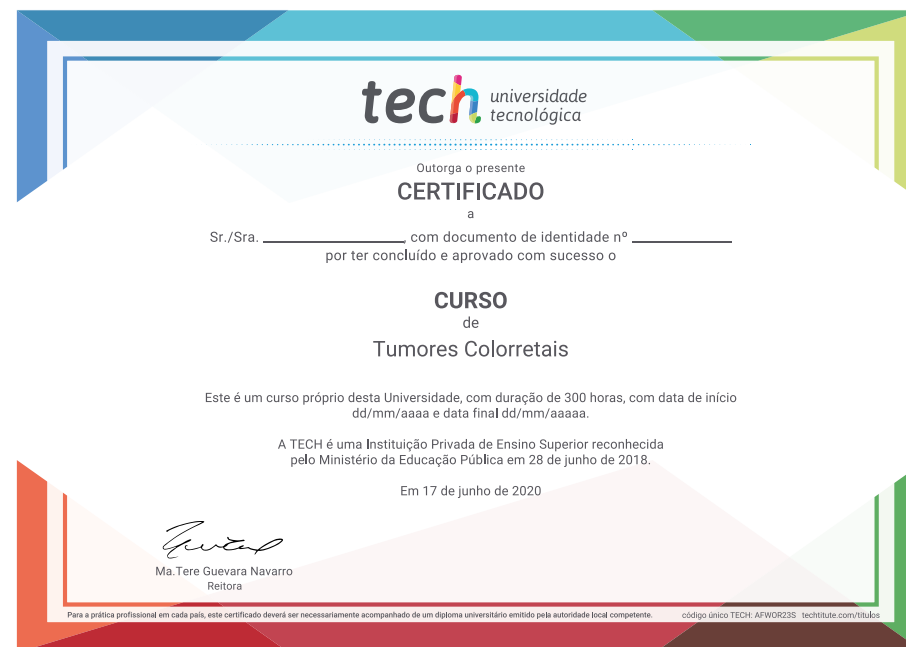 tech universidade
tecnológica
Outorga o presente
CERTIFICADO
a
Sr./Sra. ____________, com documento de identidade nº ____________
por ter concluído e aprovado com sucesso o
CURSO
de
Tumores Colorretais
Este é um curso próprio desta Universidade, com duração de 300 horas, com data de início
dd/mm/aaaa e data final dd/mm/aaaaa.
A TECH é uma Instituição Privada de Ensino Superior reconhecida
pelo Ministério da Educação Pública em 28 de junho de 2018.
Em 17 de junho de 2020
Ma.Tere Guevara Navarro
Reitora
Para a prática profissional em cada país, este certificado deverá ser necessariamente acompanhado de um diploma universitário emitido pela autoridade local competente. código único TECH: AFWOR23S techtitute.com/titulos